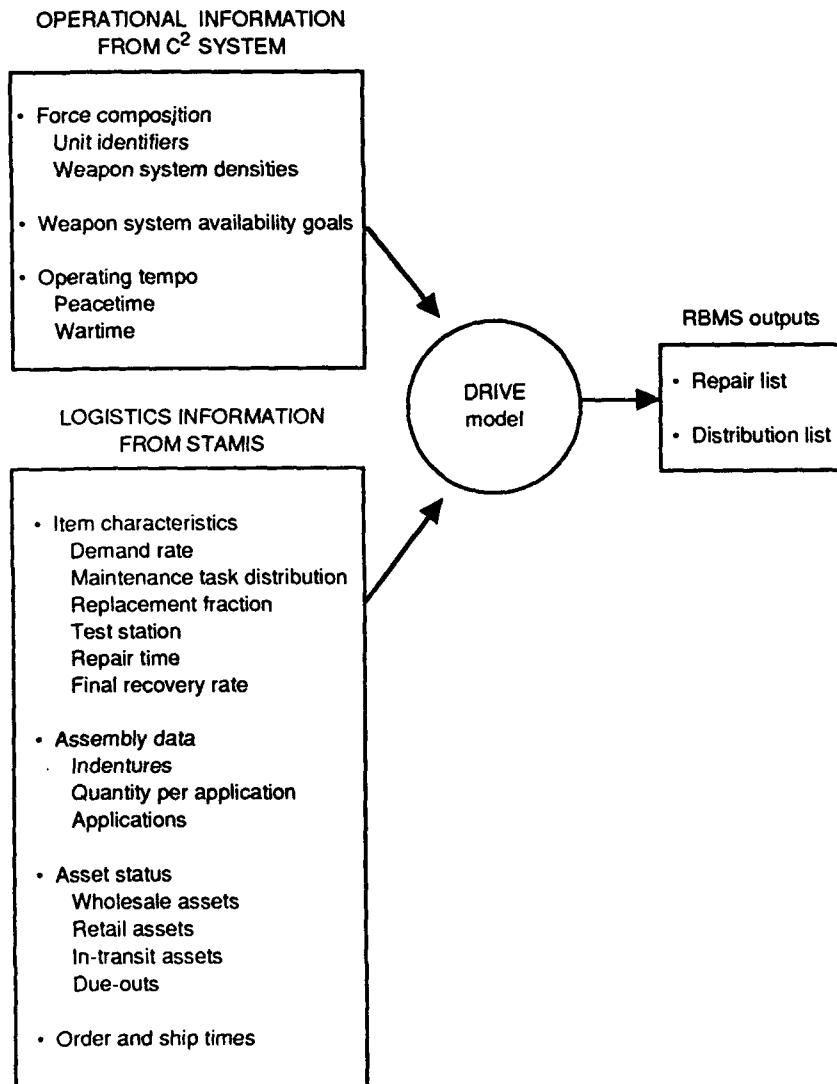 OPERATIONAL INFORMATION
FROM C² SYSTEM
• Force composition
Unit identifiers
Weapon system densities
• Weapon system availability goals
• Operating tempo
Peacetime
Wartime
LOGISTICS INFORMATION
FROM STAMIS
• Item characteristics
Demand rate
Maintenance task distribution
Replacement fraction
Test station
Repair time
Final recovery rate
• Assembly data
Indentures
Quantity per application
Applications
• Asset status
Wholesale assets
Retail assets
In-transit assets
Due-outs
• Order and ship times
DRIVE
model
RBMS outputs
• Repair list
• Distribution list